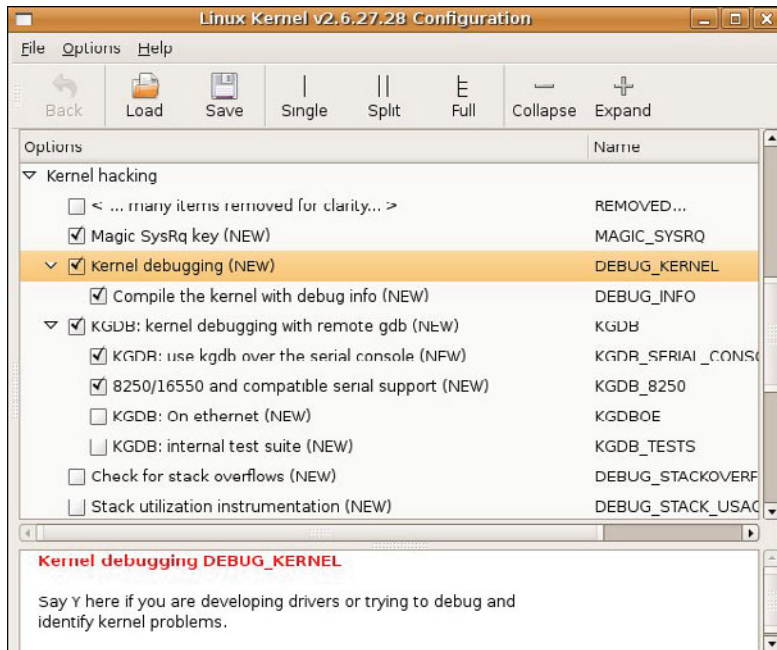 Linux Kernel v2.6.27.28 Configuration
File Options Help
Back Load Save Single Split Full Collapse Expand
Options Name
Kernel hacking
< ... many items removed for clarity... > REMOVED...
Magic SysRq key (NEW) MAGIC_SYSRQ
Kernel debugging (NEW) DEBUG_KERNEL
Compile the kernel with debug info (NEW) DEBUG_INFO
KGDB: kernel debugging with remote gdb (NEW) KGDB
KGDB: use kgdb over the serial console (NEW) KGDB_SERIAL_CONSO
8250/16550 and compatible serial support (NEW) KGDB_8250
KGDB: On ethernet (NEW) KGDBOE
KGDB: internal test suite (NEW) KGDB_TESTS
Check for stack overflows (NEW) DEBUG_STACKOVERF
Stack utilization instrumentation (NEW) DEBUG_STACK_USAG
Kernel debugging DEBUG_KERNEL
Say Y here if you are developing drivers or trying to debug and
identify kernel problems.